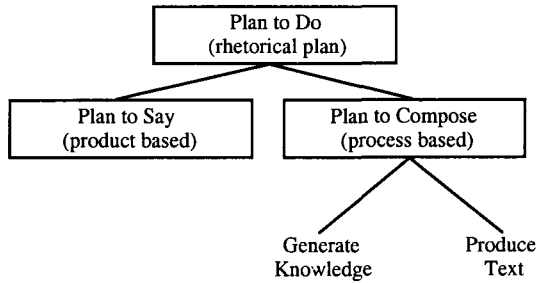 Plan to Do
(rhetorical plan)
Plan to Say
(product based)
Plan to Compose
(process based)
Generate
Knowledge
Produce
Text